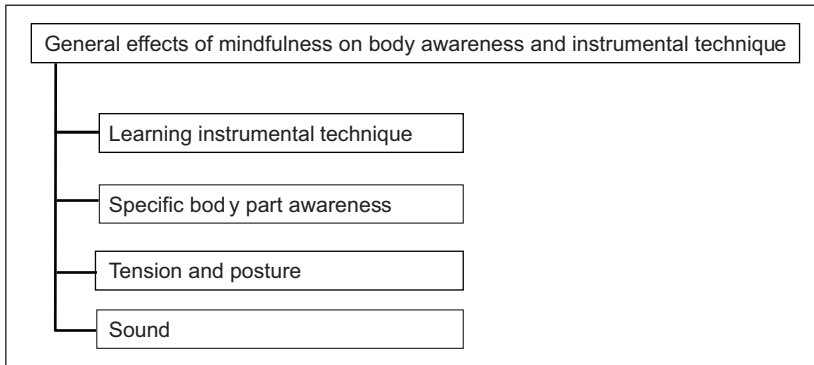 General effects of mindfulness on body awareness and instrumental technique
Learning instrumental technique
Specific bod y part awareness
Tension and posture
Sound